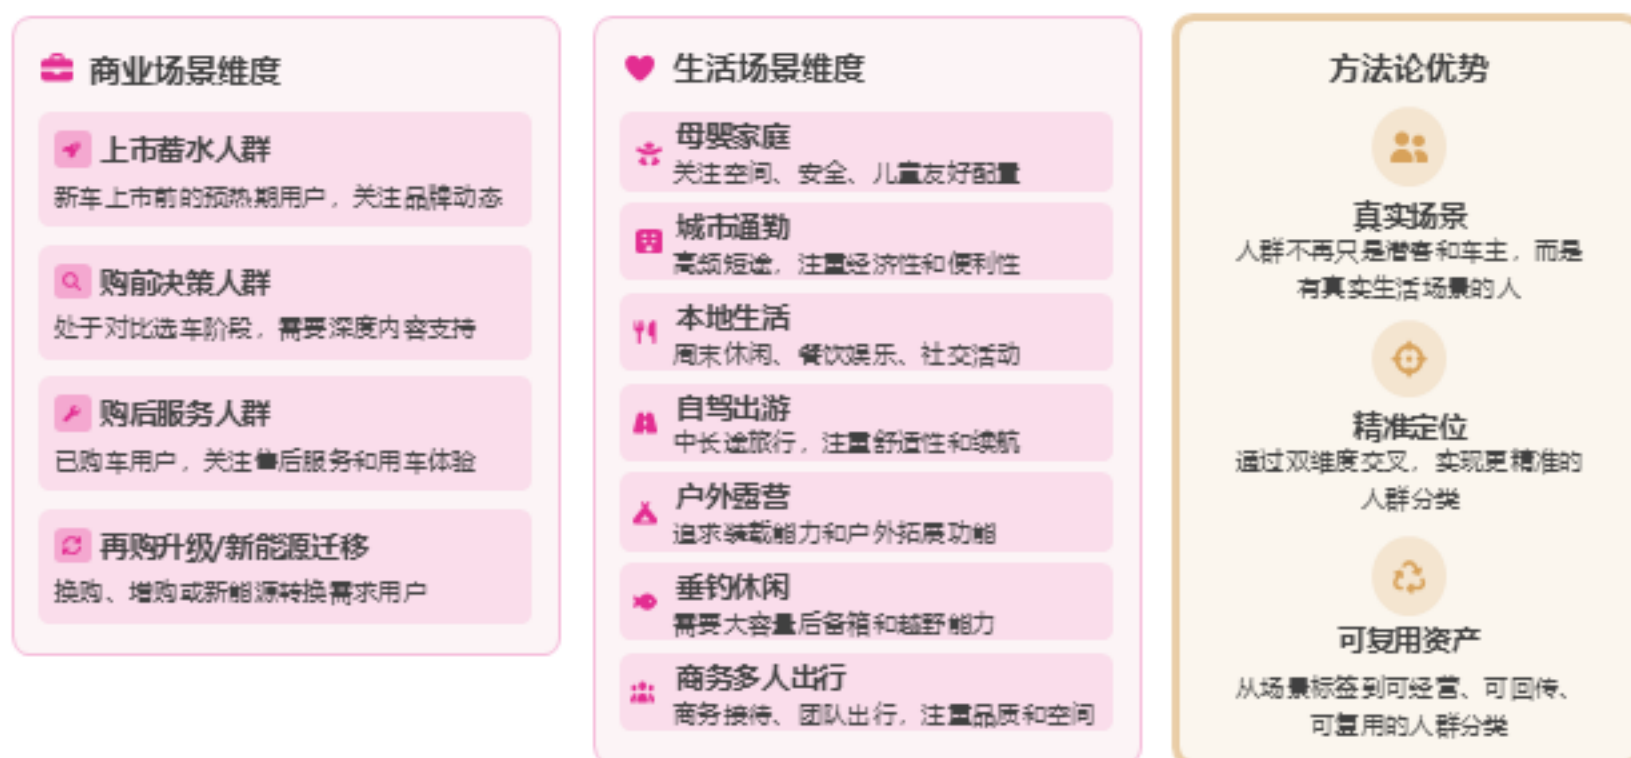 商业场景维度
上市蓄水人群
新车上市前的预热期用户，关注品牌动态
购前决策人群
处于对比选车阶段，需要深度内容支持
购后服务人群
已购车用户，关注售后服务和用车体验
再购升级/新能源迁移
换购、增购或新能源转换需求用户
生活场景维度
母婴家庭
关注空间、安全、儿童友好配置
城市通勤
高频短途，注重经济性和便利性
本地生活
周末休闲、餐饮娱乐、社交活动
自驾出游
中长途旅行，注重舒适性和续航
户外露营
追求装载能力和户外拓展功能
垂钓休闲
需要大容量后备箱和越野能力
商务多人出行
商务接待、团队出行，注重品质和空间
方法论优势
真实场景
人群不再只是潜客和车主，而是
有真实生活场景的人
精准定位
通过双维度交叉，实现更精准的
人群分类
可复用资产
从场景标签到可经营、可回传、
可复用的人群分类